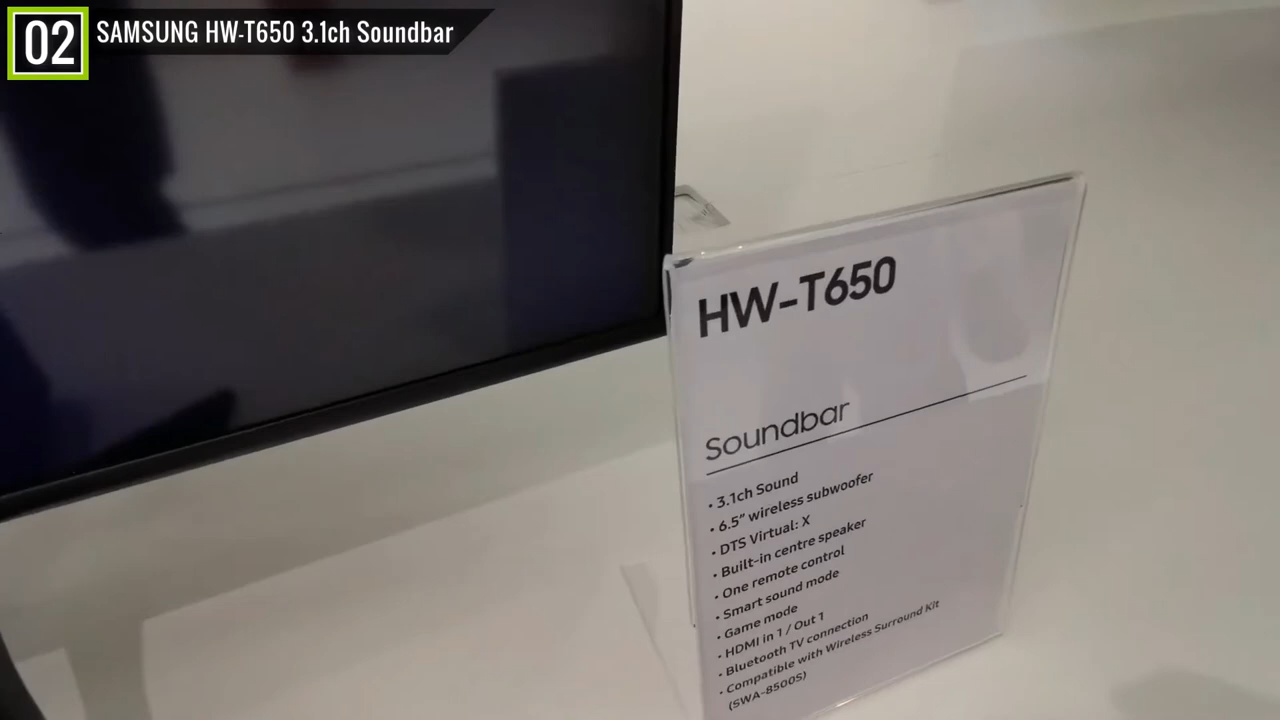 02
SAMSUNG HW-T650 3.1ch Soundbar
HW-T650
Soundbar
• 3.1ch Sound
• 6.5" wireless subwoofer
• DTS Virtual: X
• Built-in centre speaker
• One remote control
• Smart sound mode
• Game mode
• HDMI in 1 / Out 1
• Bluetooth TV connection
• Compatible with Wireless Surround Kit
(SWA-8500S)